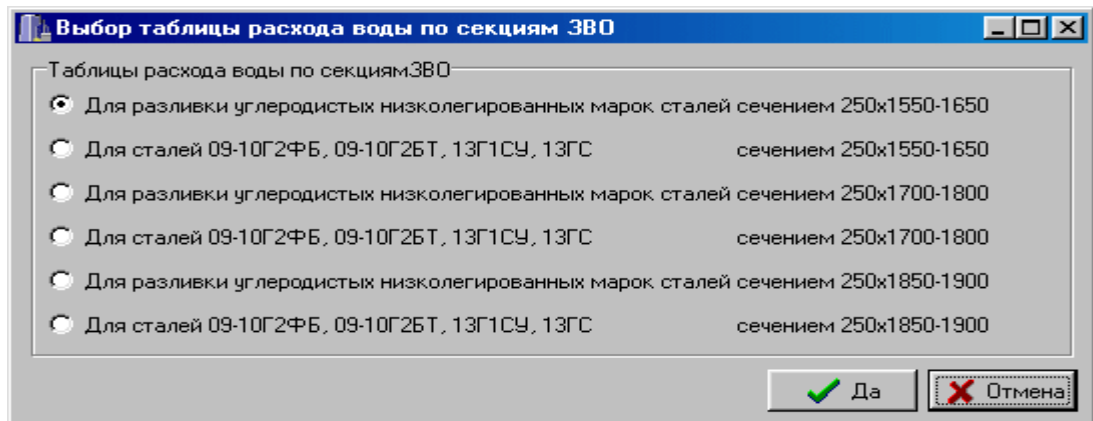 Выбор таблицы расхода воды по секциям ЗВО
Таблицы расхода воды по секциямЗВО
Для разливки углеродистых низколегированных марок сталей сечением 250х1550-1650
Для сталей 09-10Г2ФБ, 09-10Г2БТ, 13Г1СУ, 13ГС сечением 250х1550-1650
Для разливки углеродистых низколегированных марок сталей сечением 250х1700-1800
Для сталей 09-10Г2ФБ, 09-10Г2БТ, 13Г1СУ, 13ГС сечением 250х1700-1800
Для разливки углеродистых низколегированных марок сталей сечением 250х1850-1900
Для сталей 09-10Г2ФБ, 09-10Г2БТ, 13Г1СУ, 13ГС сечением 250х1850-1900
Да Отмена